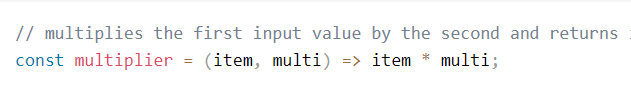 // multiplies the first input value by the second and returns
const multiplier = (item, multi) => item * multi;